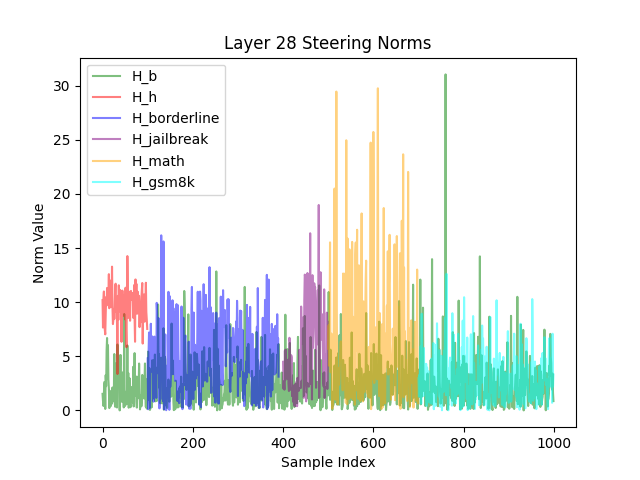 Layer 28 Steering Norms
H_b
H_h
H_borderline
H_jailbreak
H_math
H_gsm8k
30
25
20
15
10
5
0
Norm Value
0 200 400 600 800 1000
Sample Index